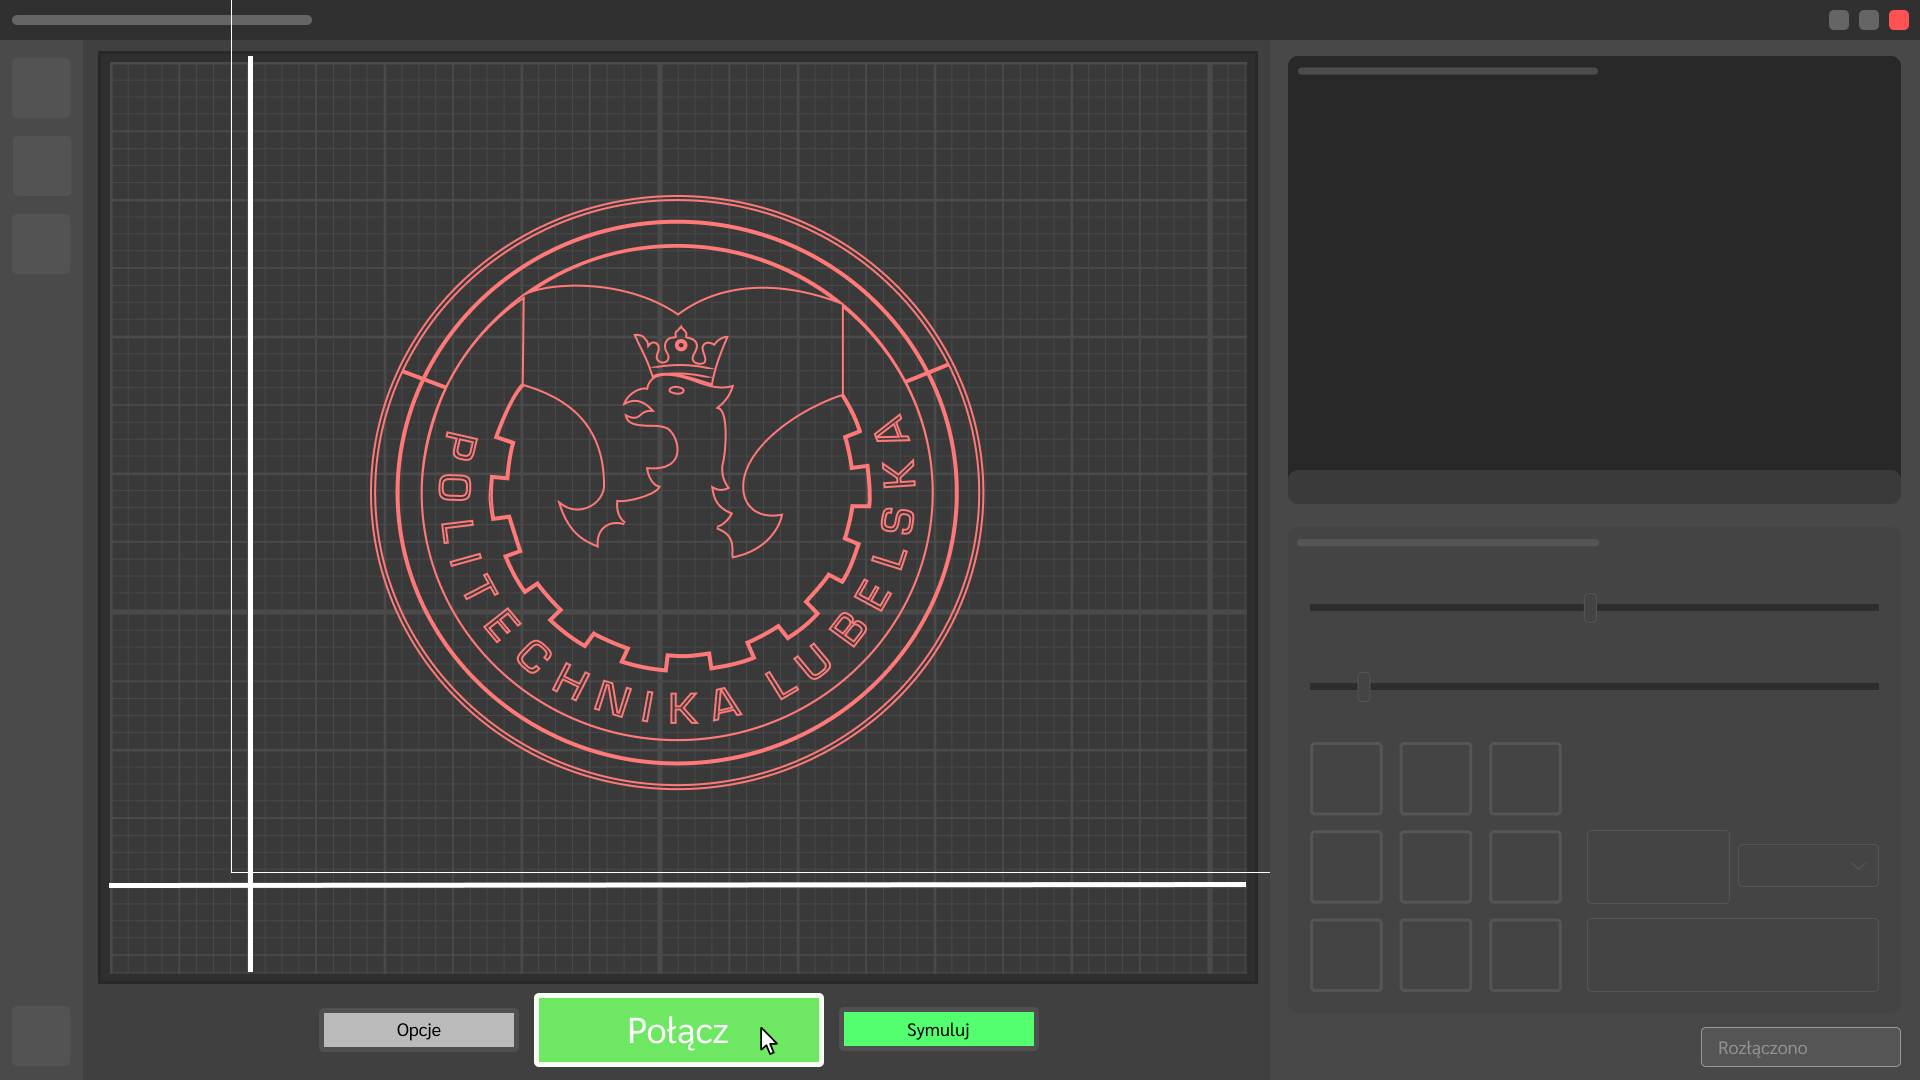 POLITECHNIKA LUBELSKA
Opcje
Połącz
Symuluj
Rozłączono